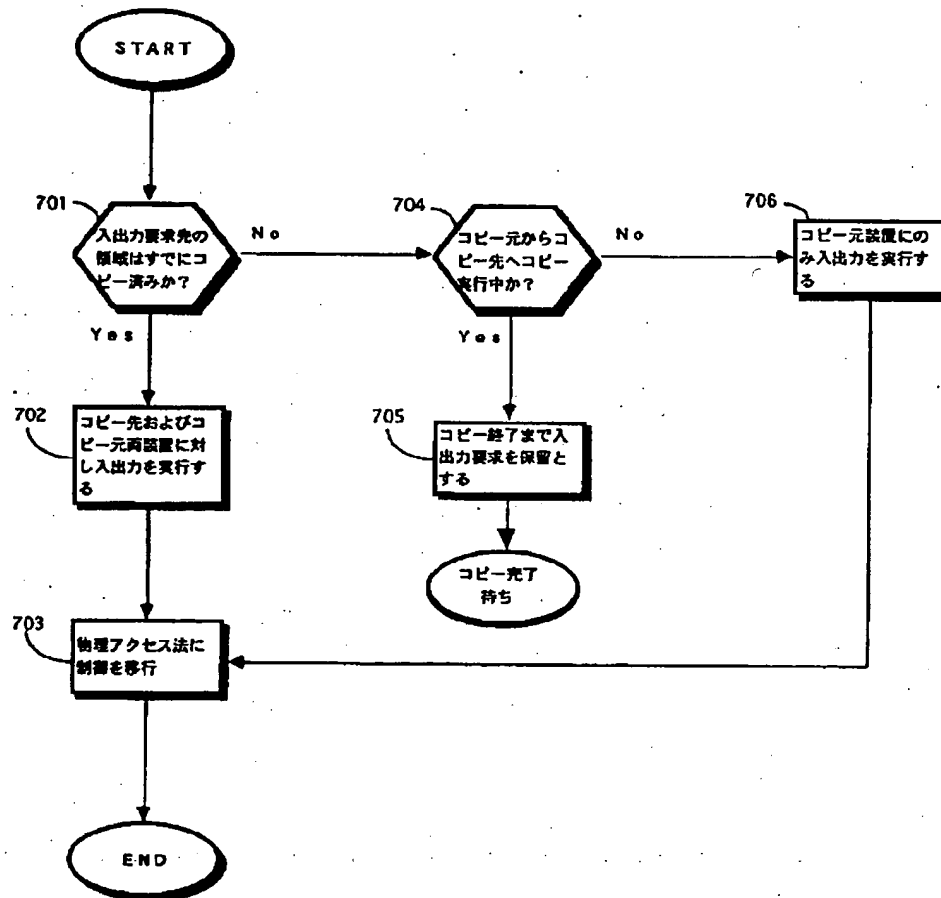 START
701
入出力要求先の
領域はすでにコ
ピー済みか？
No
704
コピー元からコ
ピー先へコピー
実行中か？
No
706
コピー元装置にの
み入出力を実行す
る
Yes
702
コピー先およびコ
ピー元両装置に対
し入出力を実行す
る
Yes
705
コピー終了まで入
出力要求を保留と
する
コピー完了
待ち
703
物理アクセス法に
制御を移行
END